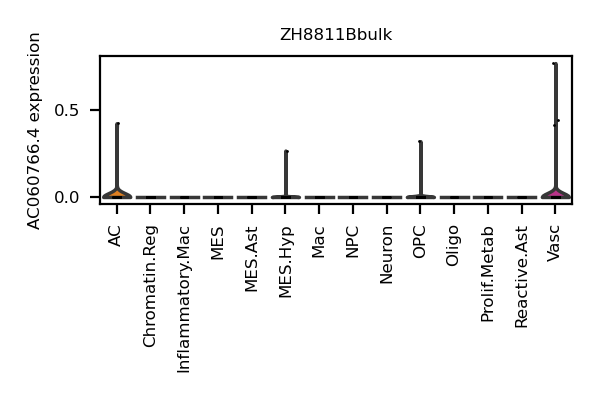 ZH8811Bbulk
AC060766.4 expression
0.5
0.0
AC
Chromatin.Reg
Inflammatory.Mac
MES
MES.Ast
MES.Hyp
Mac
NPC
Neuron
OPC
Oligo
Prolif.Metab
Reactive.Ast
Vasc